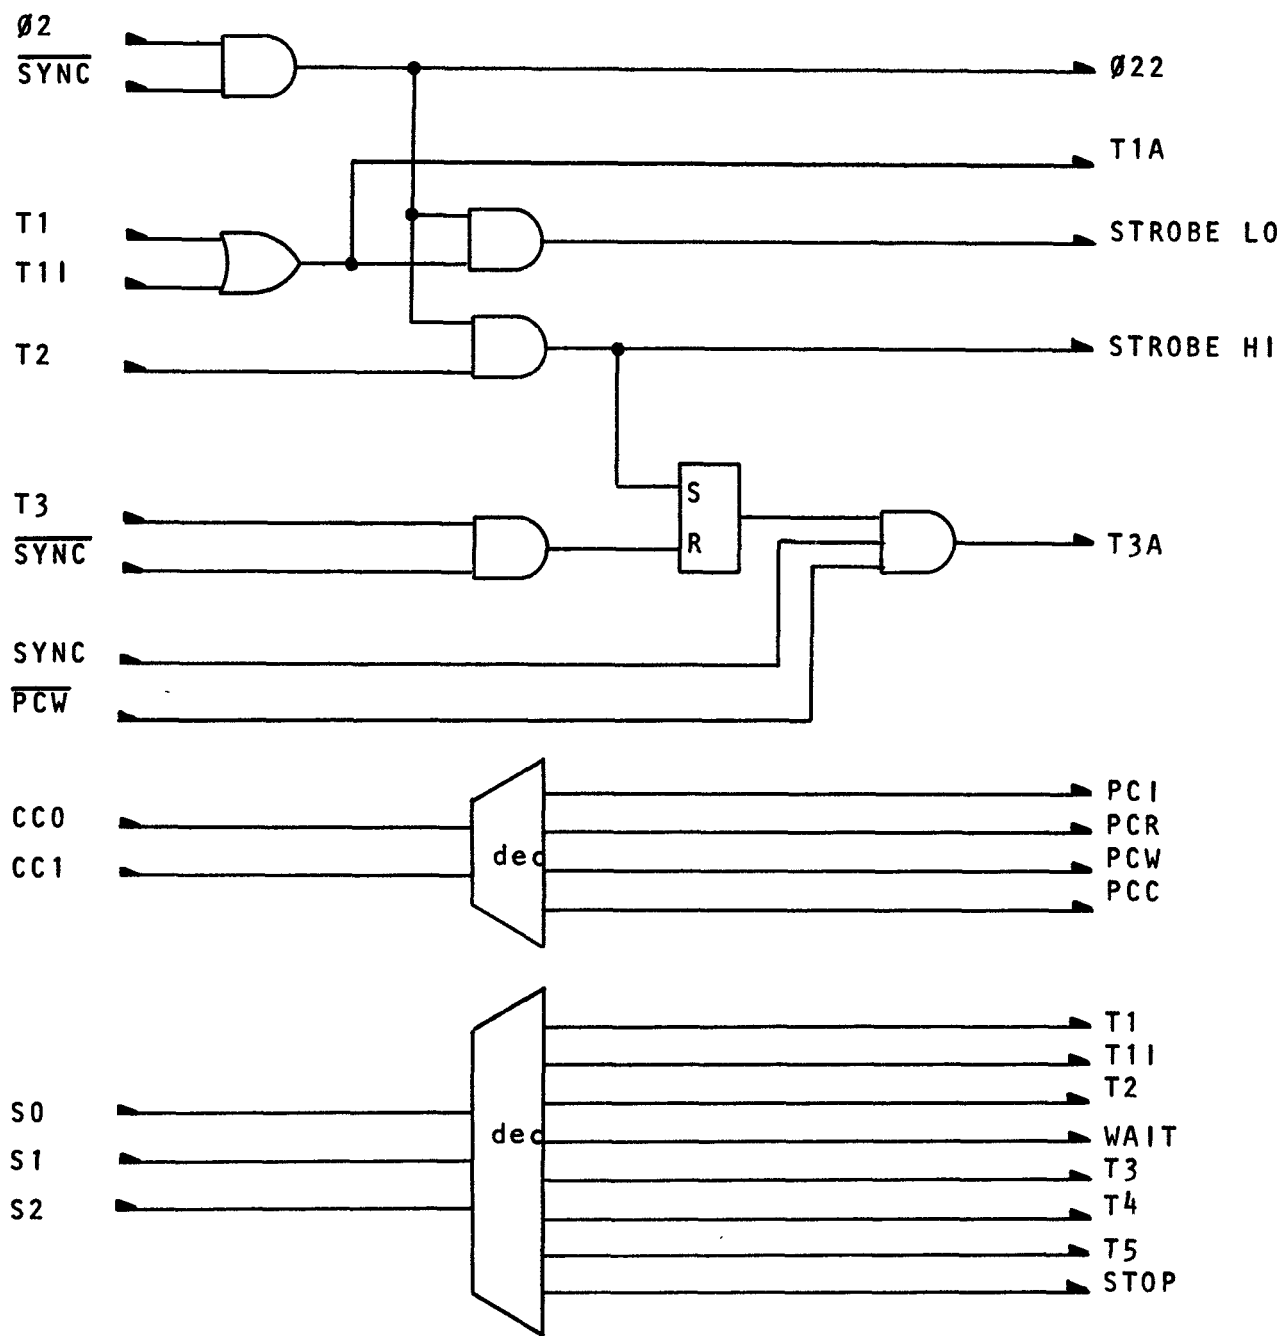 Ø2
SYNC
Ø22
T1A
T1
STROBE LO
T1I
T2
STROBE HI
S
T3
R
SYNC
T3A
SYNC
PCW
PCI
CC0
PCR
dec
PCW
CC1
PCC
T1
T1I
T2
S0
dec
WAIT
S1
T3
S2
T4
T5
STOP